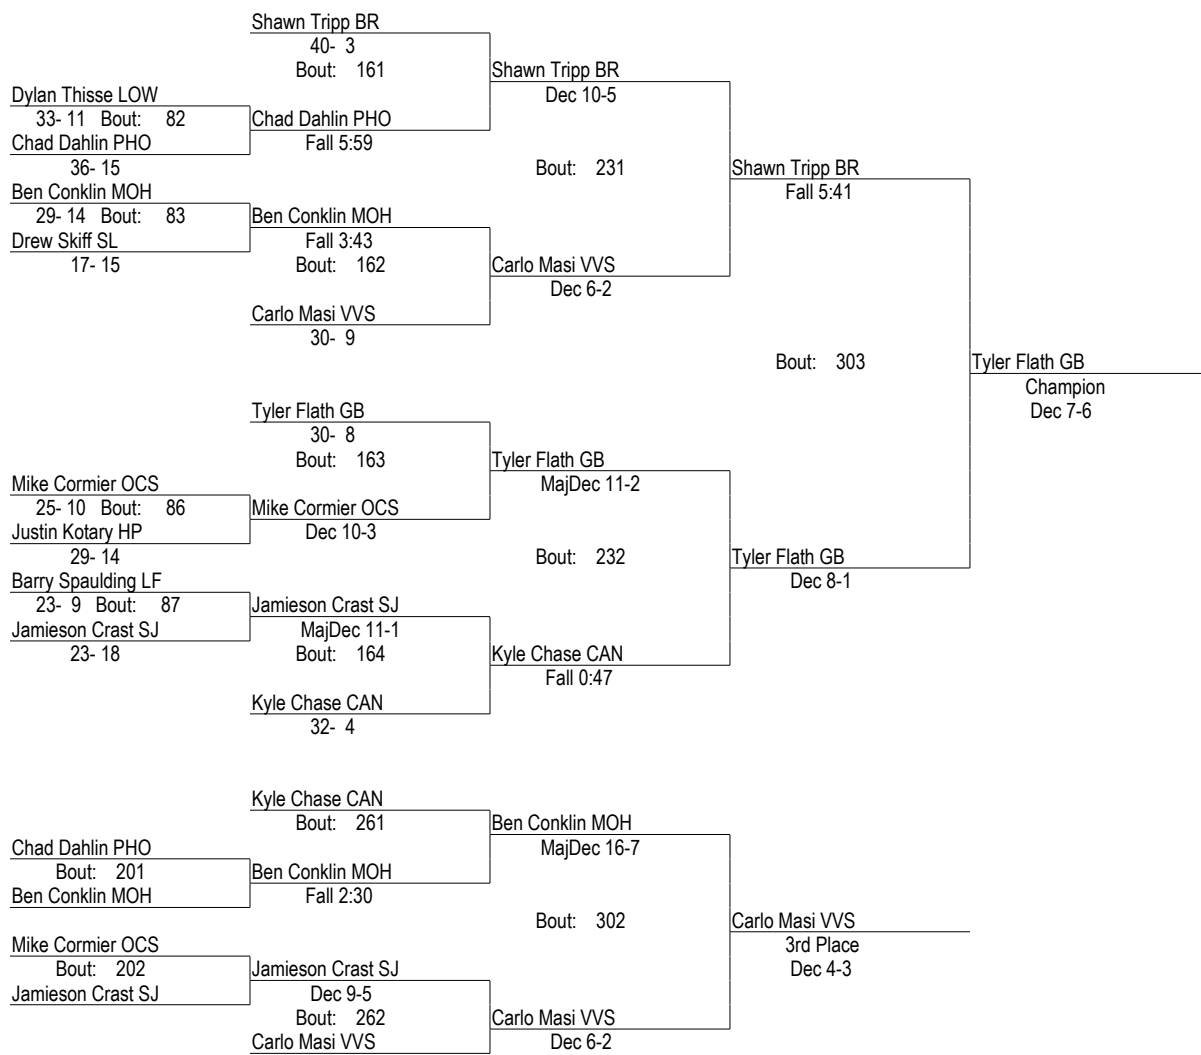 Shawn Tripp BR
40- 3
Bout: 161
Shawn Tripp BR
Dec 10-5
Dylan Thisse LOW
33- 11 Bout: 82
Chad Dahlin PHO
Chad Dahlin PHO
Fall 5:59
36- 15
Bout: 231
Shawn Tripp BR
Fall 5:41
Ben Conklin MOH
29- 14 Bout: 83
Ben Conklin MOH
Drew Skiff SL
Fall 3:43
17- 15
Bout: 162
Carlo Masi VVS
Dec 6-2
Carlo Masi VVS
30- 9
Bout: 303
Tyler Flath GB
Champion
Dec 7-6
Tyler Flath GB
30- 8
Bout: 163
Tyler Flath GB
MajDec 11-2
Mike Cormier OCS
25- 10 Bout: 86
Mike Cormier OCS
Justin Kotary HP
Dec 10-3
29- 14
Bout: 232
Tyler Flath GB
Dec 8-1
Barry Spaulding LF
23- 9 Bout: 87
Jamieson Crast SJ
Jamieson Crast SJ
MajDec 11-1
23- 18
Bout: 164
Kyle Chase CAN
Fall 0:47
Kyle Chase CAN
32- 4
Kyle Chase CAN
Bout: 261
Ben Conklin MOH
MajDec 16-7
Chad Dahlin PHO
Bout: 201
Ben Conklin MOH
Ben Conklin MOH
Fall 2:30
Bout: 302
Carlo Masi VVS
3rd Place
Dec 4-3
Mike Cormier OCS
Bout: 202
Jamieson Crast SJ
Jamieson Crast SJ
Dec 9-5
Bout: 262
Carlo Masi VVS
Dec 6-2
Carlo Masi VVS